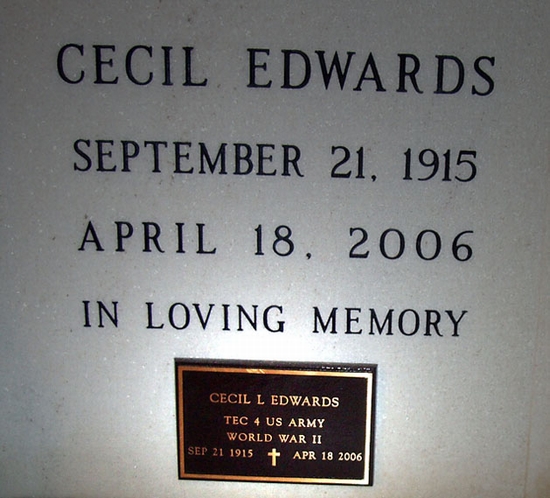 CECIL EDWARDS
SEPTEMBER 21, 1915
APRIL 18, 2006
IN LOVING MEMORY
CECIL L EDWARDS
TEC 4 US ARMY
WORLD WAR II
SEP 21 1915 APR 18 2006